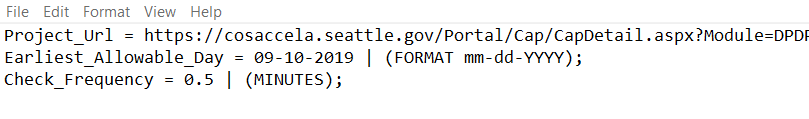 File Edit Format View Help
Project_Url = https://cosaccela.seattle.gov/Portal/Cap/CapDetail.aspx?Module=DPDP
Earliest_Allowable_Day = 09-10-2019 | (FORMAT mm-dd-YYYY);
Check_Frequency = 0.5 | (MINUTES);